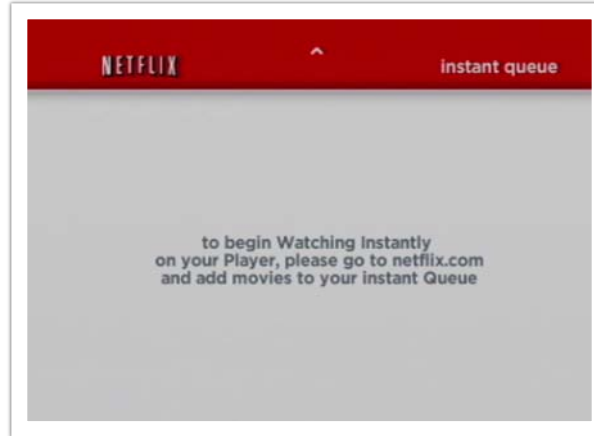 NETFLIX
instant queue
to begin Watching Instantly
on your Player, please go to netflix.com
and add movies to your instant Queue